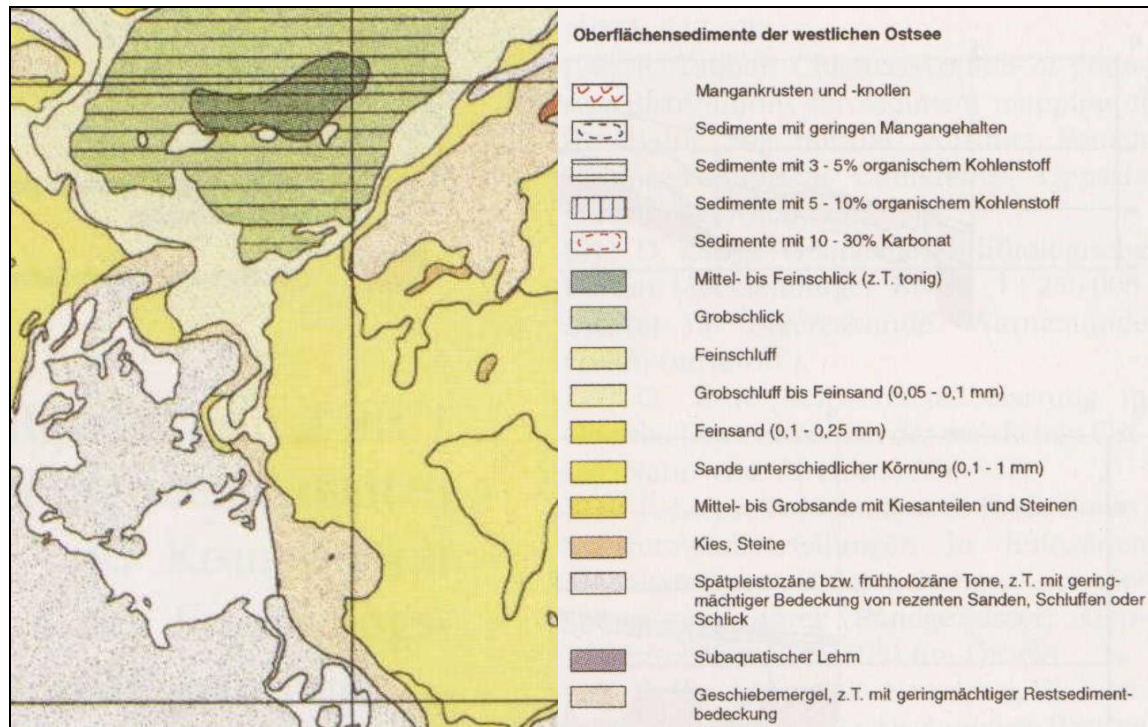 Oberflächensedimente der westlichen Ostsee
Mangankrusten und -knollen
Sedimente mit geringen Mangangehalten
Sedimente mit 3 - 5% organischem Kohlenstoff
Sedimente mit 5 - 10% organischem Kohlenstoff
Sedimente mit 10 - 30% Karbonat
Mittel- bis Feinschlick (z.T. tonig)
Grobschlick
Feinschluff
Grobschluff bis Feinsand (0,05 - 0,1 mm)
Feinsand (0,1 - 0,25 mm)
Sande unterschiedlicher Körnung (0,1 - 1 mm)
Mittel- bis Grobsande mit Kiesanteilen und Steinen
Kies, Steine
Spätpleistozäne bzw. frühholozäne Tone, z.T. mit gering-
mächtiger Bedeckung von rezenten Sanden, Schluffen oder
Schlick
Subaquatischer Lehm
Geschiebemergel, z.T. mit geringmächtiger Restsediment-
bedeckung